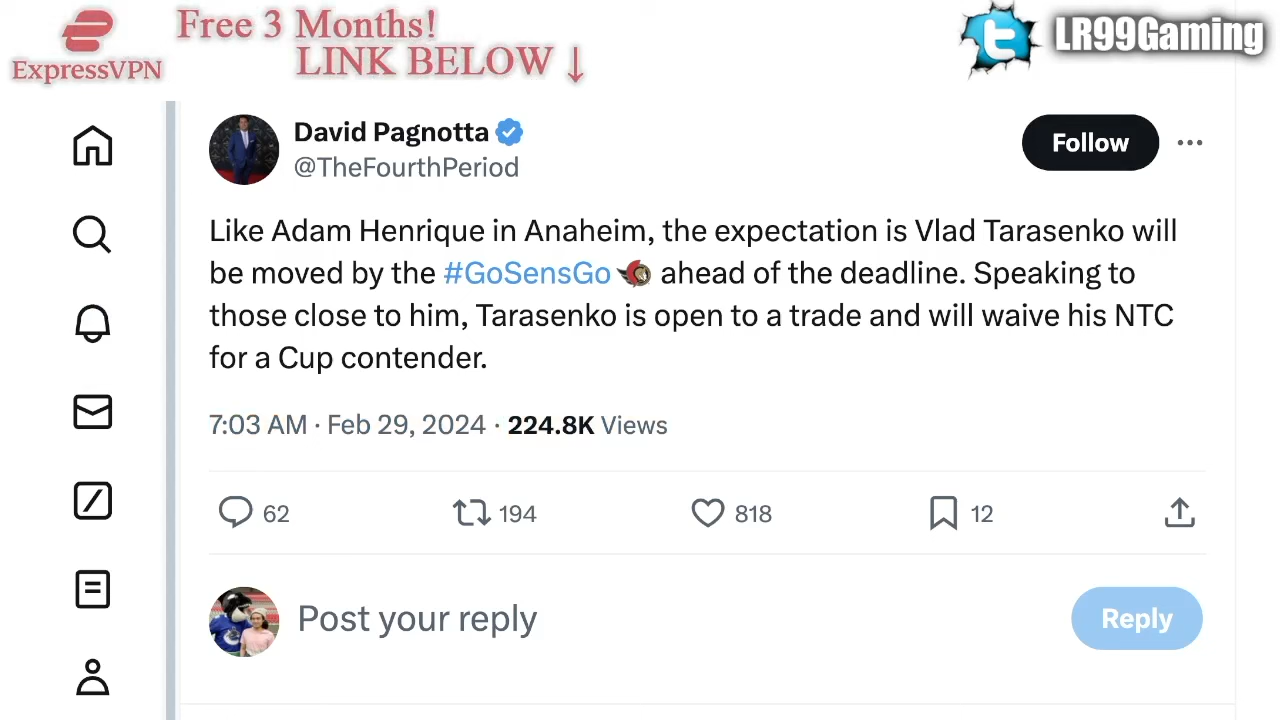 Free 3 Months!
LINK BELOW ↓
ExpressVPN
LR99Gaming
David Pagnotta
@TheFourthPeriod
Follow
Like Adam Henrique in Anaheim, the expectation is Vlad Tarasenko will
be moved by the #GoSensGo ahead of the deadline. Speaking to
those close to him, Tarasenko is open to a trade and will waive his NTC
for a Cup contender.
7:03 AM · Feb 29, 2024 · 224.8K Views
62 194 818 12
Post your reply
Reply